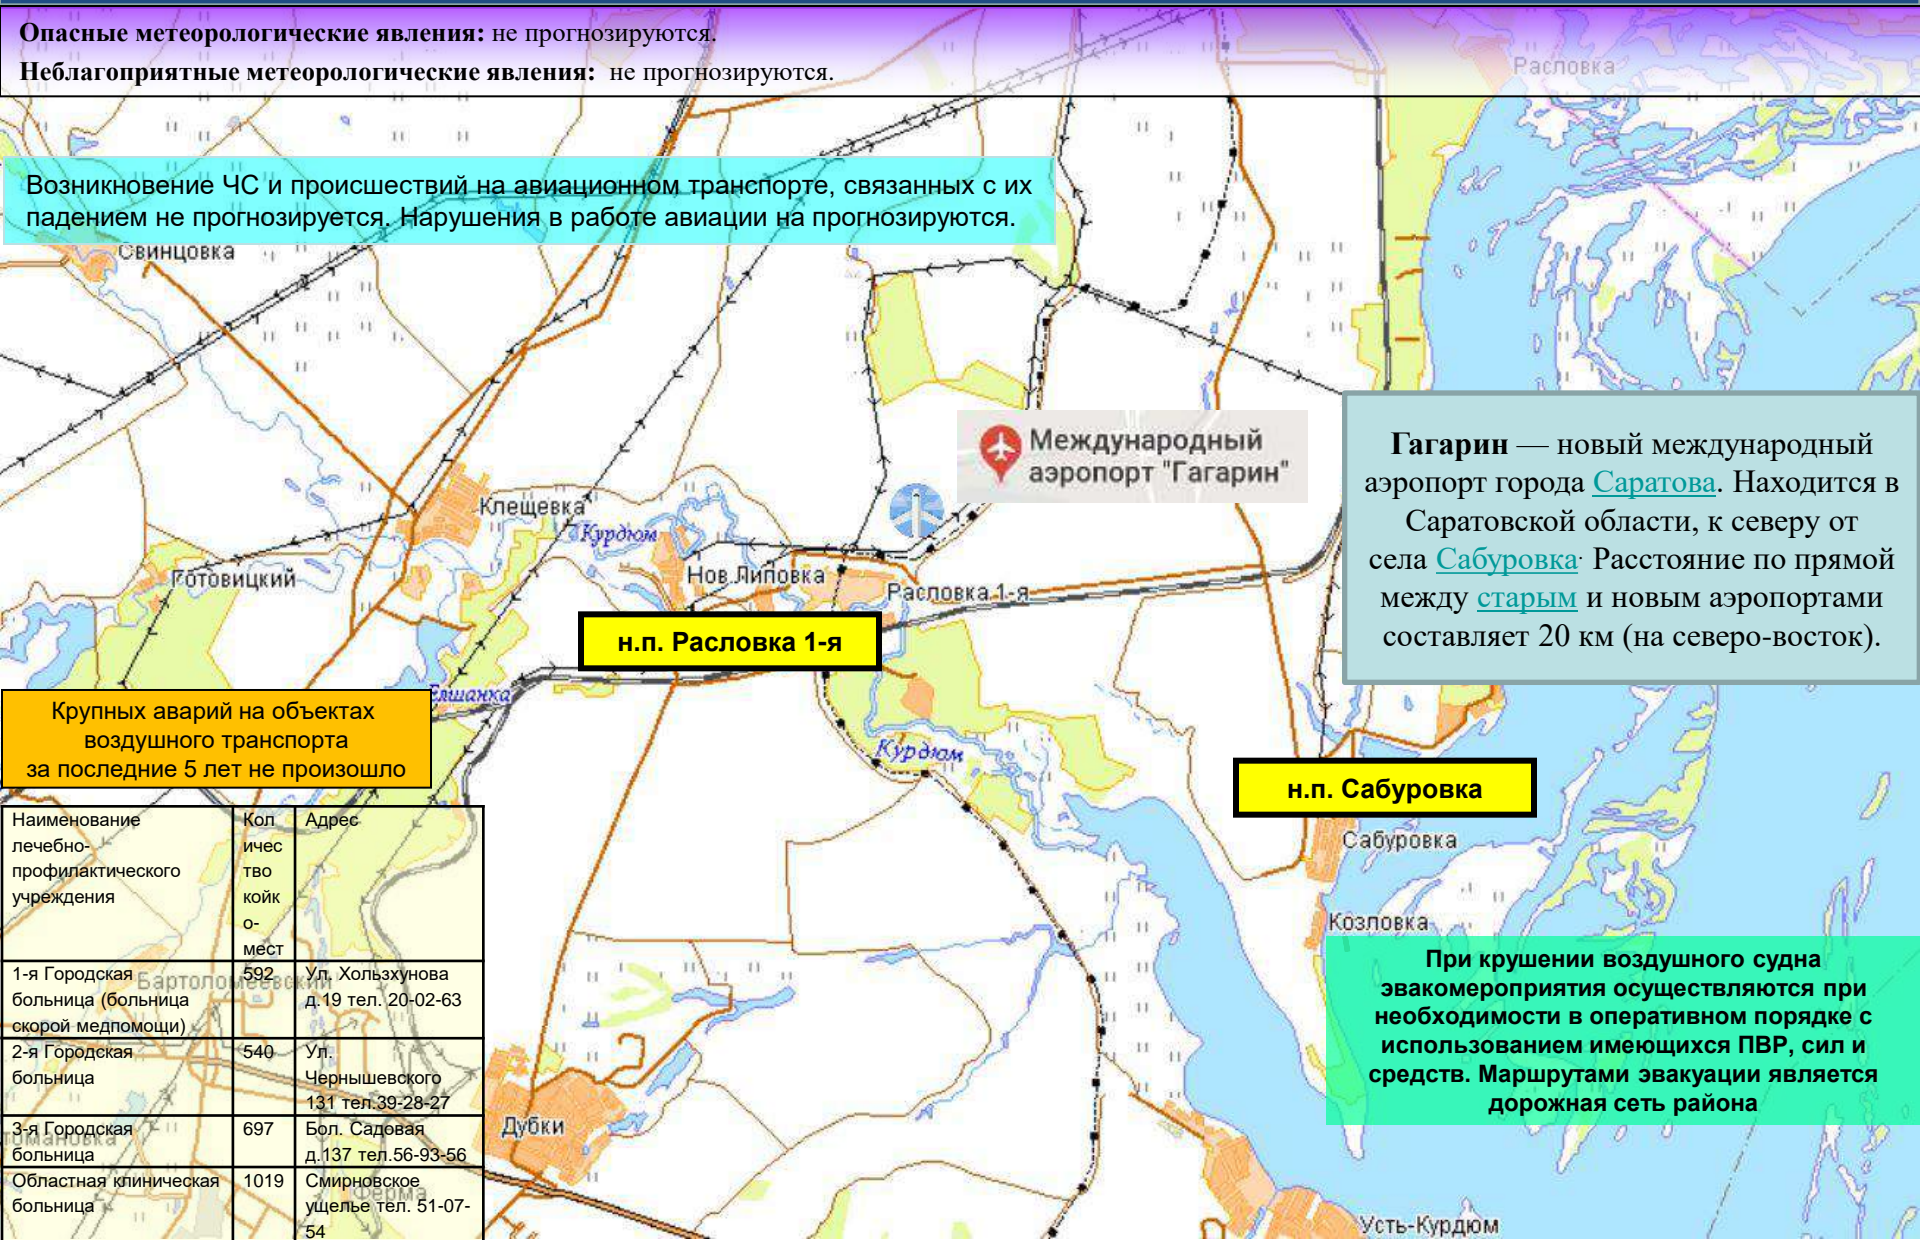 Опасные метеорологические явления: не прогнозируются.
Неблагоприятные метеорологические явления: не прогнозируются.
Расловка
Возникновение ЧС и происшествий на авиационном транспорте, связанных с их
падением не прогнозируется. Нарушения в работе авиации на прогнозируются.
Свинцовка
Международный
аэропорт "Гагарин"
Гагарин — новый международный
аэропорт города Саратова. Находится в
Саратовской области, к северу от
села Сабуровка· Расстояние по прямой
между старым и новым аэропортами
составляет 20 км (на северо-восток).
Клещевка
Курдюм
Нов.Липовка
Готовицкий
Расловка 1-я
н.п. Расловка 1-я
Елшанка
Крупных аварий на объектах
воздушного транспорта
за последние 5 лет не произошло
Курдюм
н.п. Сабуровка
Сабуровка
Козловка
При крушении воздушного судна
эвакомероприятия осуществляются при
необходимости в оперативном порядке с
использованием имеющихся ПВР, сил и
средств. Маршрутами эвакуации является
дорожная сеть района
Наименование
лечебно-
профилактического
учреждения
Кол
ичес
тво
койк
о-
мест
Адрес
1-я Городская
больница (больница
скорой медпомощи)
592
Ул. Хользхунова
д.19 тел. 20-02-63
Бартоломеевский
2-я Городская
больница
540
Ул.
Чернышевского
131 тел.39-28-27
3-я Городская
больница
697
Бол. Садовая
д.137 тел.56-93-56
Областная клиническая
больница
1019
Смирновское
ущелье тел. 51-07-
54
Ферма
Дубки
Усть-Курдюм